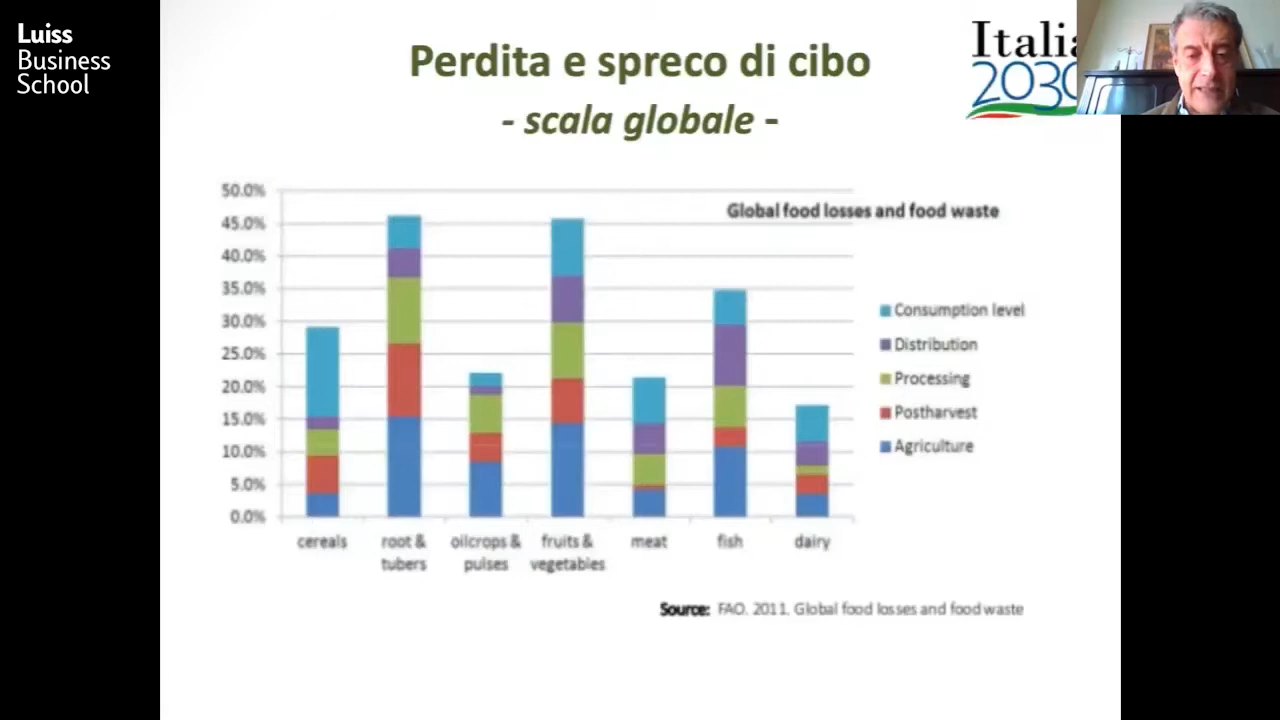 Luiss
Business
School
Perdita e spreco di cibo
- scala globale -
Italia
2030
Global food losses and food waste
50.0%
45.0%
40.0%
35.0%
30.0%
25.0%
20.0%
15.0%
10.0%
5.0%
0.0%
cereals
root &
tubers
oilcrops &
pulses
fruits &
vegetables
meat
fish
dairy
Consumption level
Distribution
Processing
Postharvest
Agriculture
Source: FAO. 2011. Global food losses and food waste